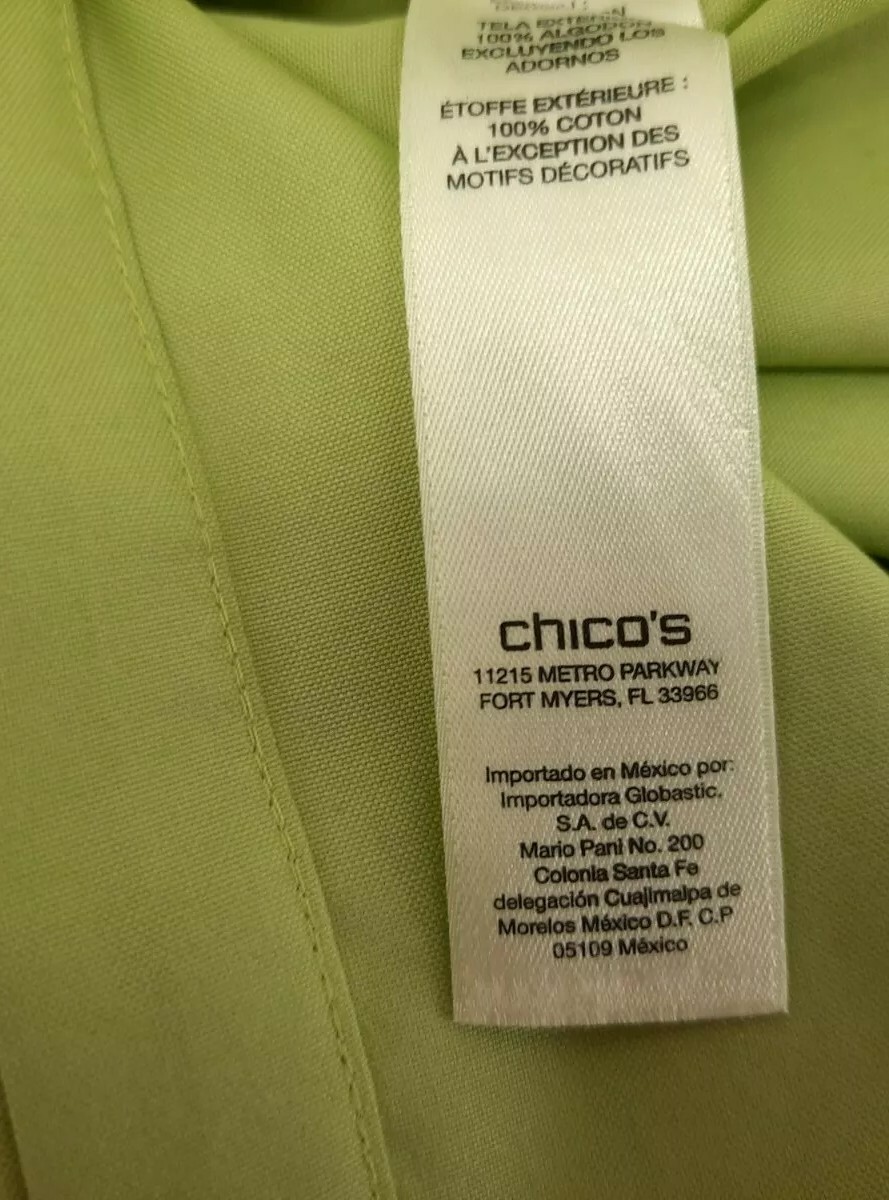 TELA EXTERIOR
100% ALGODÓN
EXCLUYENDO LOS
ADORNOS
ÉTOFFE EXTÉRIEURE :
100% COTON
À L'EXCEPTION DES
MOTIFS DÉCORATIFS
chico's
11215 METRO PARKWAY
FORT MYERS, FL 33966
Importado en México por:
Importadora Globastic.
S.A. de C.V.
Mario Pani No. 200
Colonia Santa Fe
delegación Cuajimalpa de
Morelos México D.F. C.P
05109 México